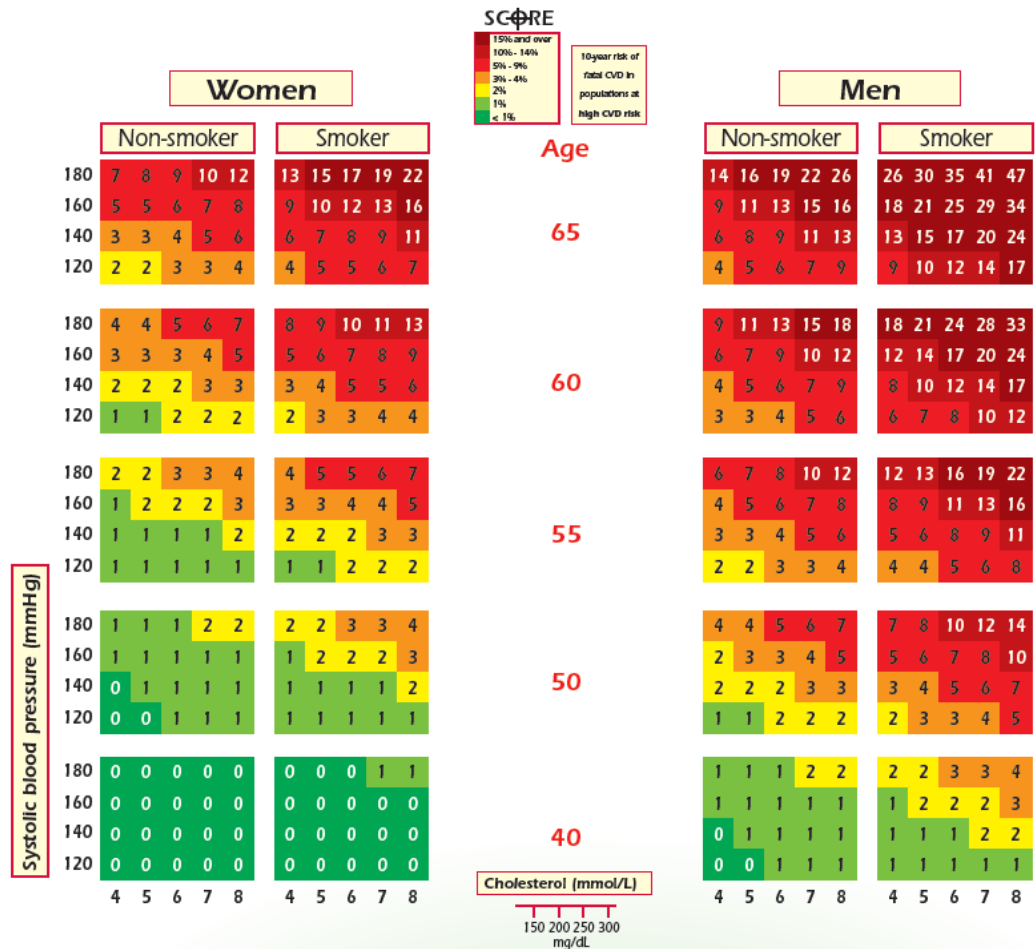 SCORE
15% and over
10% - 14%
5% - 9%
3% - 4%
2%
1%
< 1%
10-year risk of
fatal CVD in
populations at
high CVD risk
Women
Men
Non-smoker
Smoker
Age
Non-smoker
Smoker
180 7 8 9 10 12 13 15 17 19 22 14 16 19 22 26 26 30 35 41 47
160 5 5 6 7 8 9 10 12 13 16 9 11 13 15 16 18 21 25 29 34
65
140 3 3 4 5 6 6 7 8 9 11 6 8 9 11 13 13 15 17 20 24
120 2 2 3 3 4 4 5 5 6 7 4 5 6 7 9 9 10 12 14 17
180 4 4 5 6 7 8 9 10 11 13 9 11 13 15 18 18 21 24 28 33
160 3 3 3 4 5 5 6 7 8 9 6 7 9 10 12 12 14 17 20 24
60
140 2 2 2 3 3 3 4 5 5 6 4 5 6 7 9 8 10 12 14 17
120 1 1 2 2 2 2 3 3 4 4 3 3 4 5 6 6 7 8 10 12
180 2 2 3 3 4 4 5 5 6 7 6 7 8 10 12 12 13 16 19 22
160 1 2 2 2 3 3 3 4 4 5 4 5 6 7 8 8 9 11 13 16
55
140 1 1 1 1 2 2 2 2 3 3 3 3 4 5 6 5 6 8 9 11
120 1 1 1 1 1 1 1 2 2 2 2 2 3 3 4 4 4 5 6 8
180 1 1 1 2 2 2 2 3 3 4 4 4 5 6 7 7 8 10 12 14
160 1 1 1 1 1 1 2 2 2 3 2 3 3 4 5 5 6 7 8 10
50
140 0 1 1 1 1 1 1 1 1 2 2 2 2 3 3 3 4 5 6 7
120 0 0 1 1 1 1 1 1 1 1 1 1 2 2 2 2 3 3 4 5
180 0 0 0 0 0 0 0 0 1 1 1 1 1 2 2 2 2 3 3 4
160 0 0 0 0 0 0 0 0 0 0 1 1 1 1 1 1 2 2 2 3
40
140 0 0 0 0 0 0 0 0 0 0 0 1 1 1 1 1 1 1 2 2
120 0 0 0 0 0 0 0 0 0 0 0 0 1 1 1 1 1 1 1 1
4 5 6 7 8 4 5 6 7 8 4 5 6 7 8 4 5 6 7 8
Systolic blood pressure (mmHg)
Cholesterol (mmol/L)
150 200 250 300
mg/dL